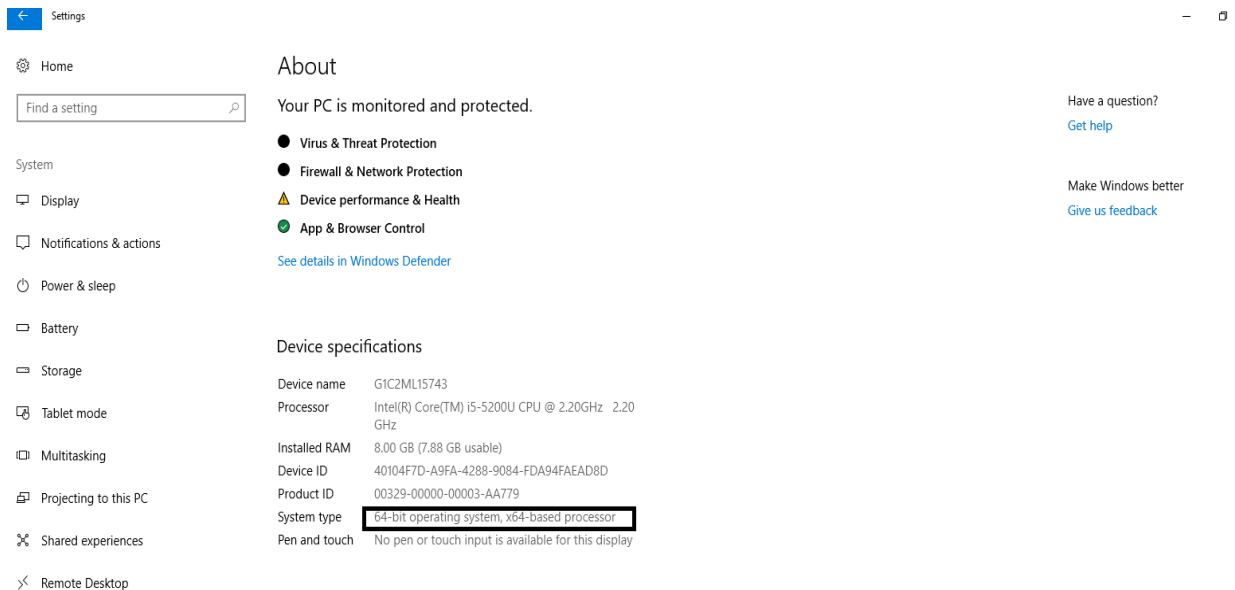 Settings
Home
Find a setting
System
Display
Notifications & actions
Power & sleep
Battery
Storage
Tablet mode
Multitasking
Projecting to this PC
Shared experiences
Remote Desktop
About
Your PC is monitored and protected.
Virus & Threat Protection
Firewall & Network Protection
Device performance & Health
App & Browser Control
See details in Windows Defender
Device specifications
Device name G1C2ML15743
Processor Intel(R) Core(TM) i5-5200U CPU @ 2.20GHz 2.20
GHz
Installed RAM 8.00 GB (7.88 GB usable)
Device ID 40104F7D-A9FA-4288-9084-FDA94FAEAD8D
Product ID 00329-00000-00003-AA779
System type 64-bit operating system, x64-based processor
Pen and touch No pen or touch input is available for this display
Have a question?
Get help
Make Windows better
Give us feedback